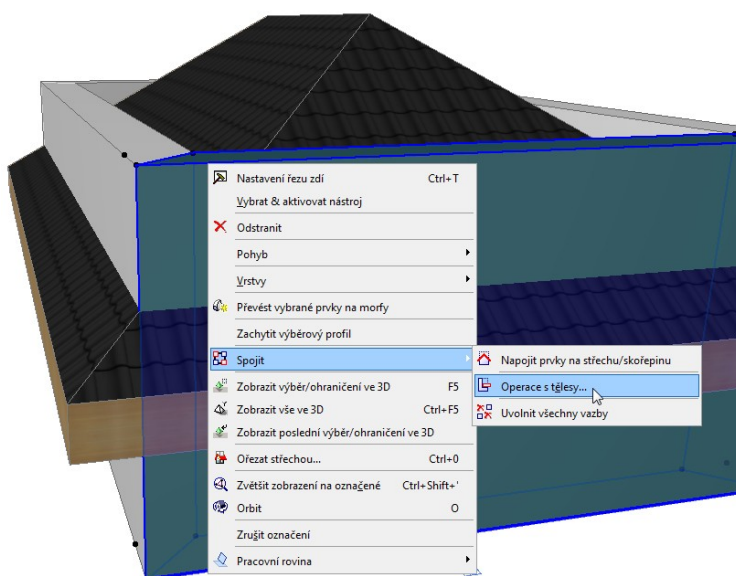 Nastavení řezu zdí Ctrl+T
Vybrat & aktivovat nástroj
Odstranit
Pohyb
Vrstvy
Převést vybrané prvky na morfy
Zachytit výběrový profil
Spojit
Napojit prvky na střechu/skořepinu
Zobrazit výběr/ohraničení ve 3D F5
Operace s tělesy...
Zobrazit vše ve 3D Ctrl+F5
Uvolnit všechny vazby
Zobrazit poslední výběr/ohraničení ve 3D
Ořezat střechou... Ctrl+0
Zvětšit zobrazení na označené Ctrl+Shift+'
Orbit O
Zrušit označení
Pracovní rovina